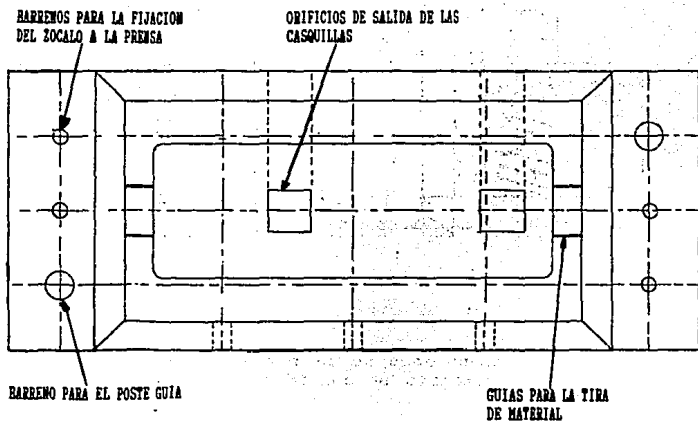 BARRENOS PARA LA FIJACION
DEL ZOCALO A LA PRENSA
ORIFICIOS DE SALIDA DE LAS
CASQUILLAS
BARRENO PARA EL POSTE GUIA
GUIAS PARA LA TIRA
DE MATERIAL